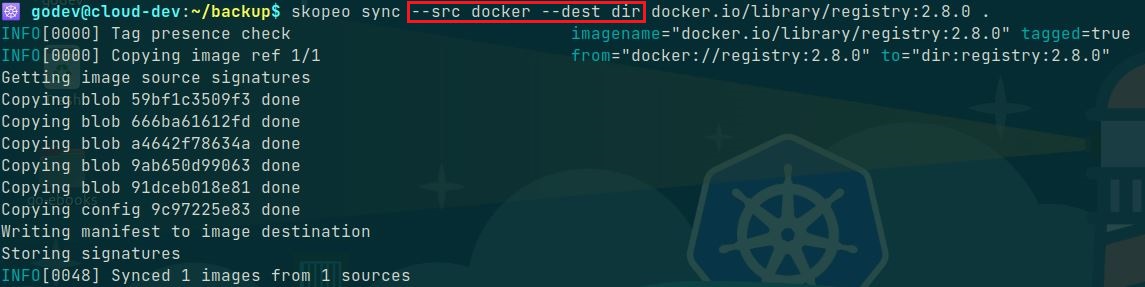 godev@cloud-dev:~/backup$ skopeo sync --src docker --dest dir docker.io/library/registry:2.8.0 .
INFO[0000] Tag presence check imagename="docker.io/library/registry:2.8.0" tagged=true
INFO[0000] Copying image ref 1/1 from="docker://registry:2.8.0" to="dir:registry:2.8.0"
Getting image source signatures
Copying blob 59bf1c3509f3 done
Copying blob 666ba61612fd done
Copying blob a4642f78634a done
Copying blob 9ab650d99063 done
Copying blob 91dceb018e81 done
go.ebooks
Copying config 9c97225e83 done
Writing manifest to image destination
Storing signatures
INFO[0048] Synced 1 images from 1 sources